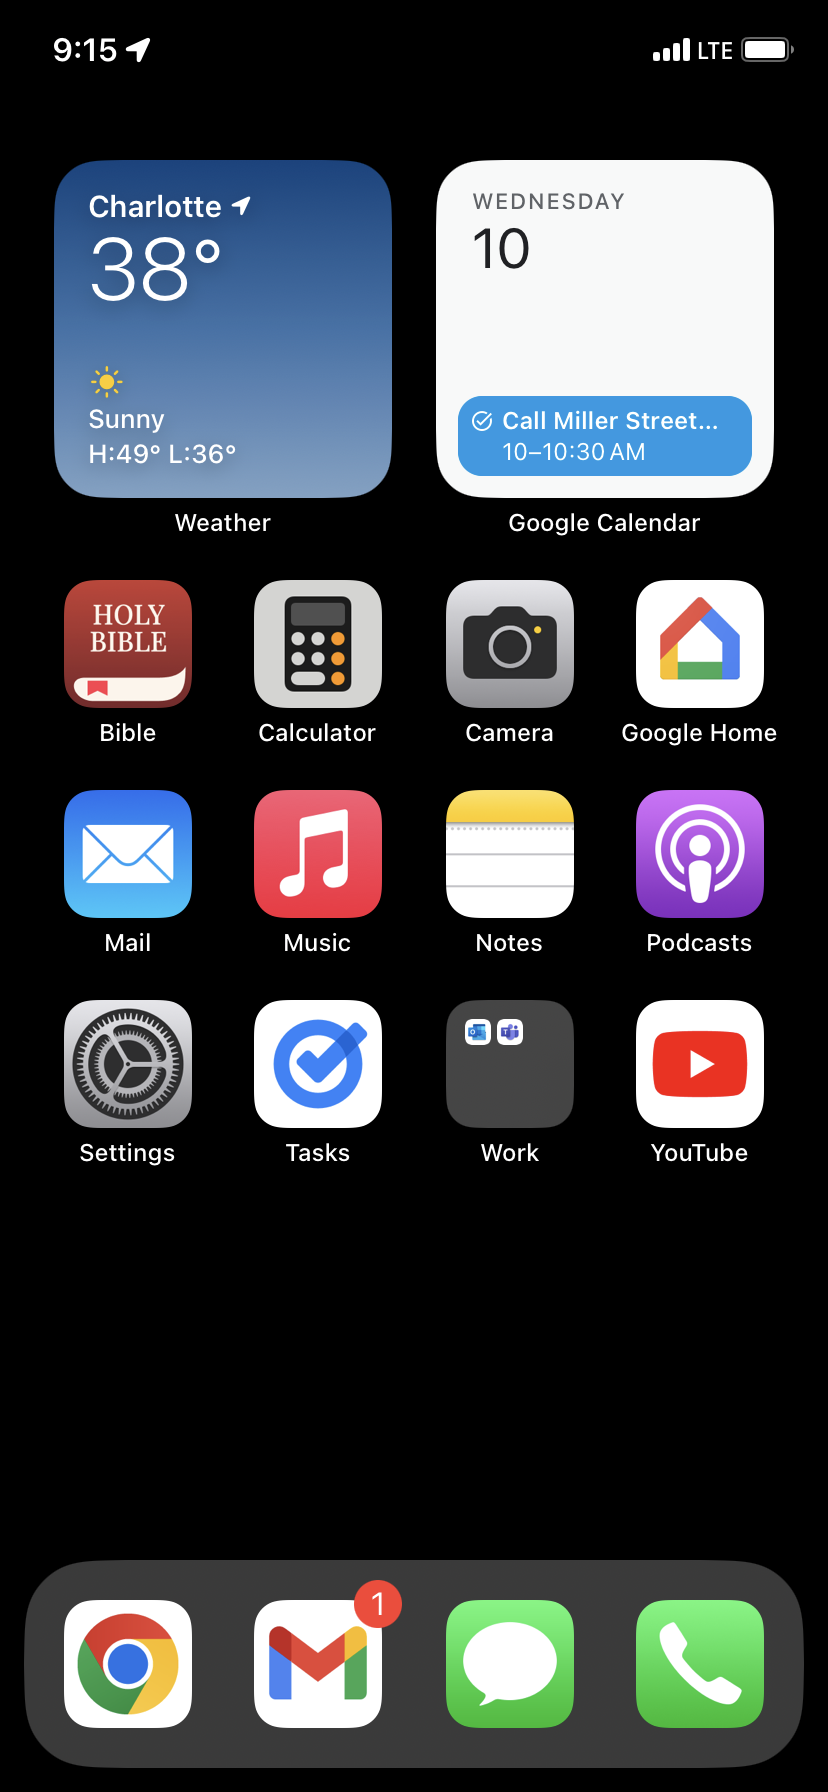 9:15
LTE
Charlotte
38°
Sunny
H:49° L:36°
Weather
WEDNESDAY
10
Call Miller Street...
10–10:30 AM
Google Calendar
HOLY
BIBLE
Bible
Calculator
Camera
Google Home
Mail
Music
Notes
Podcasts
Settings
Tasks
Work
YouTube
1